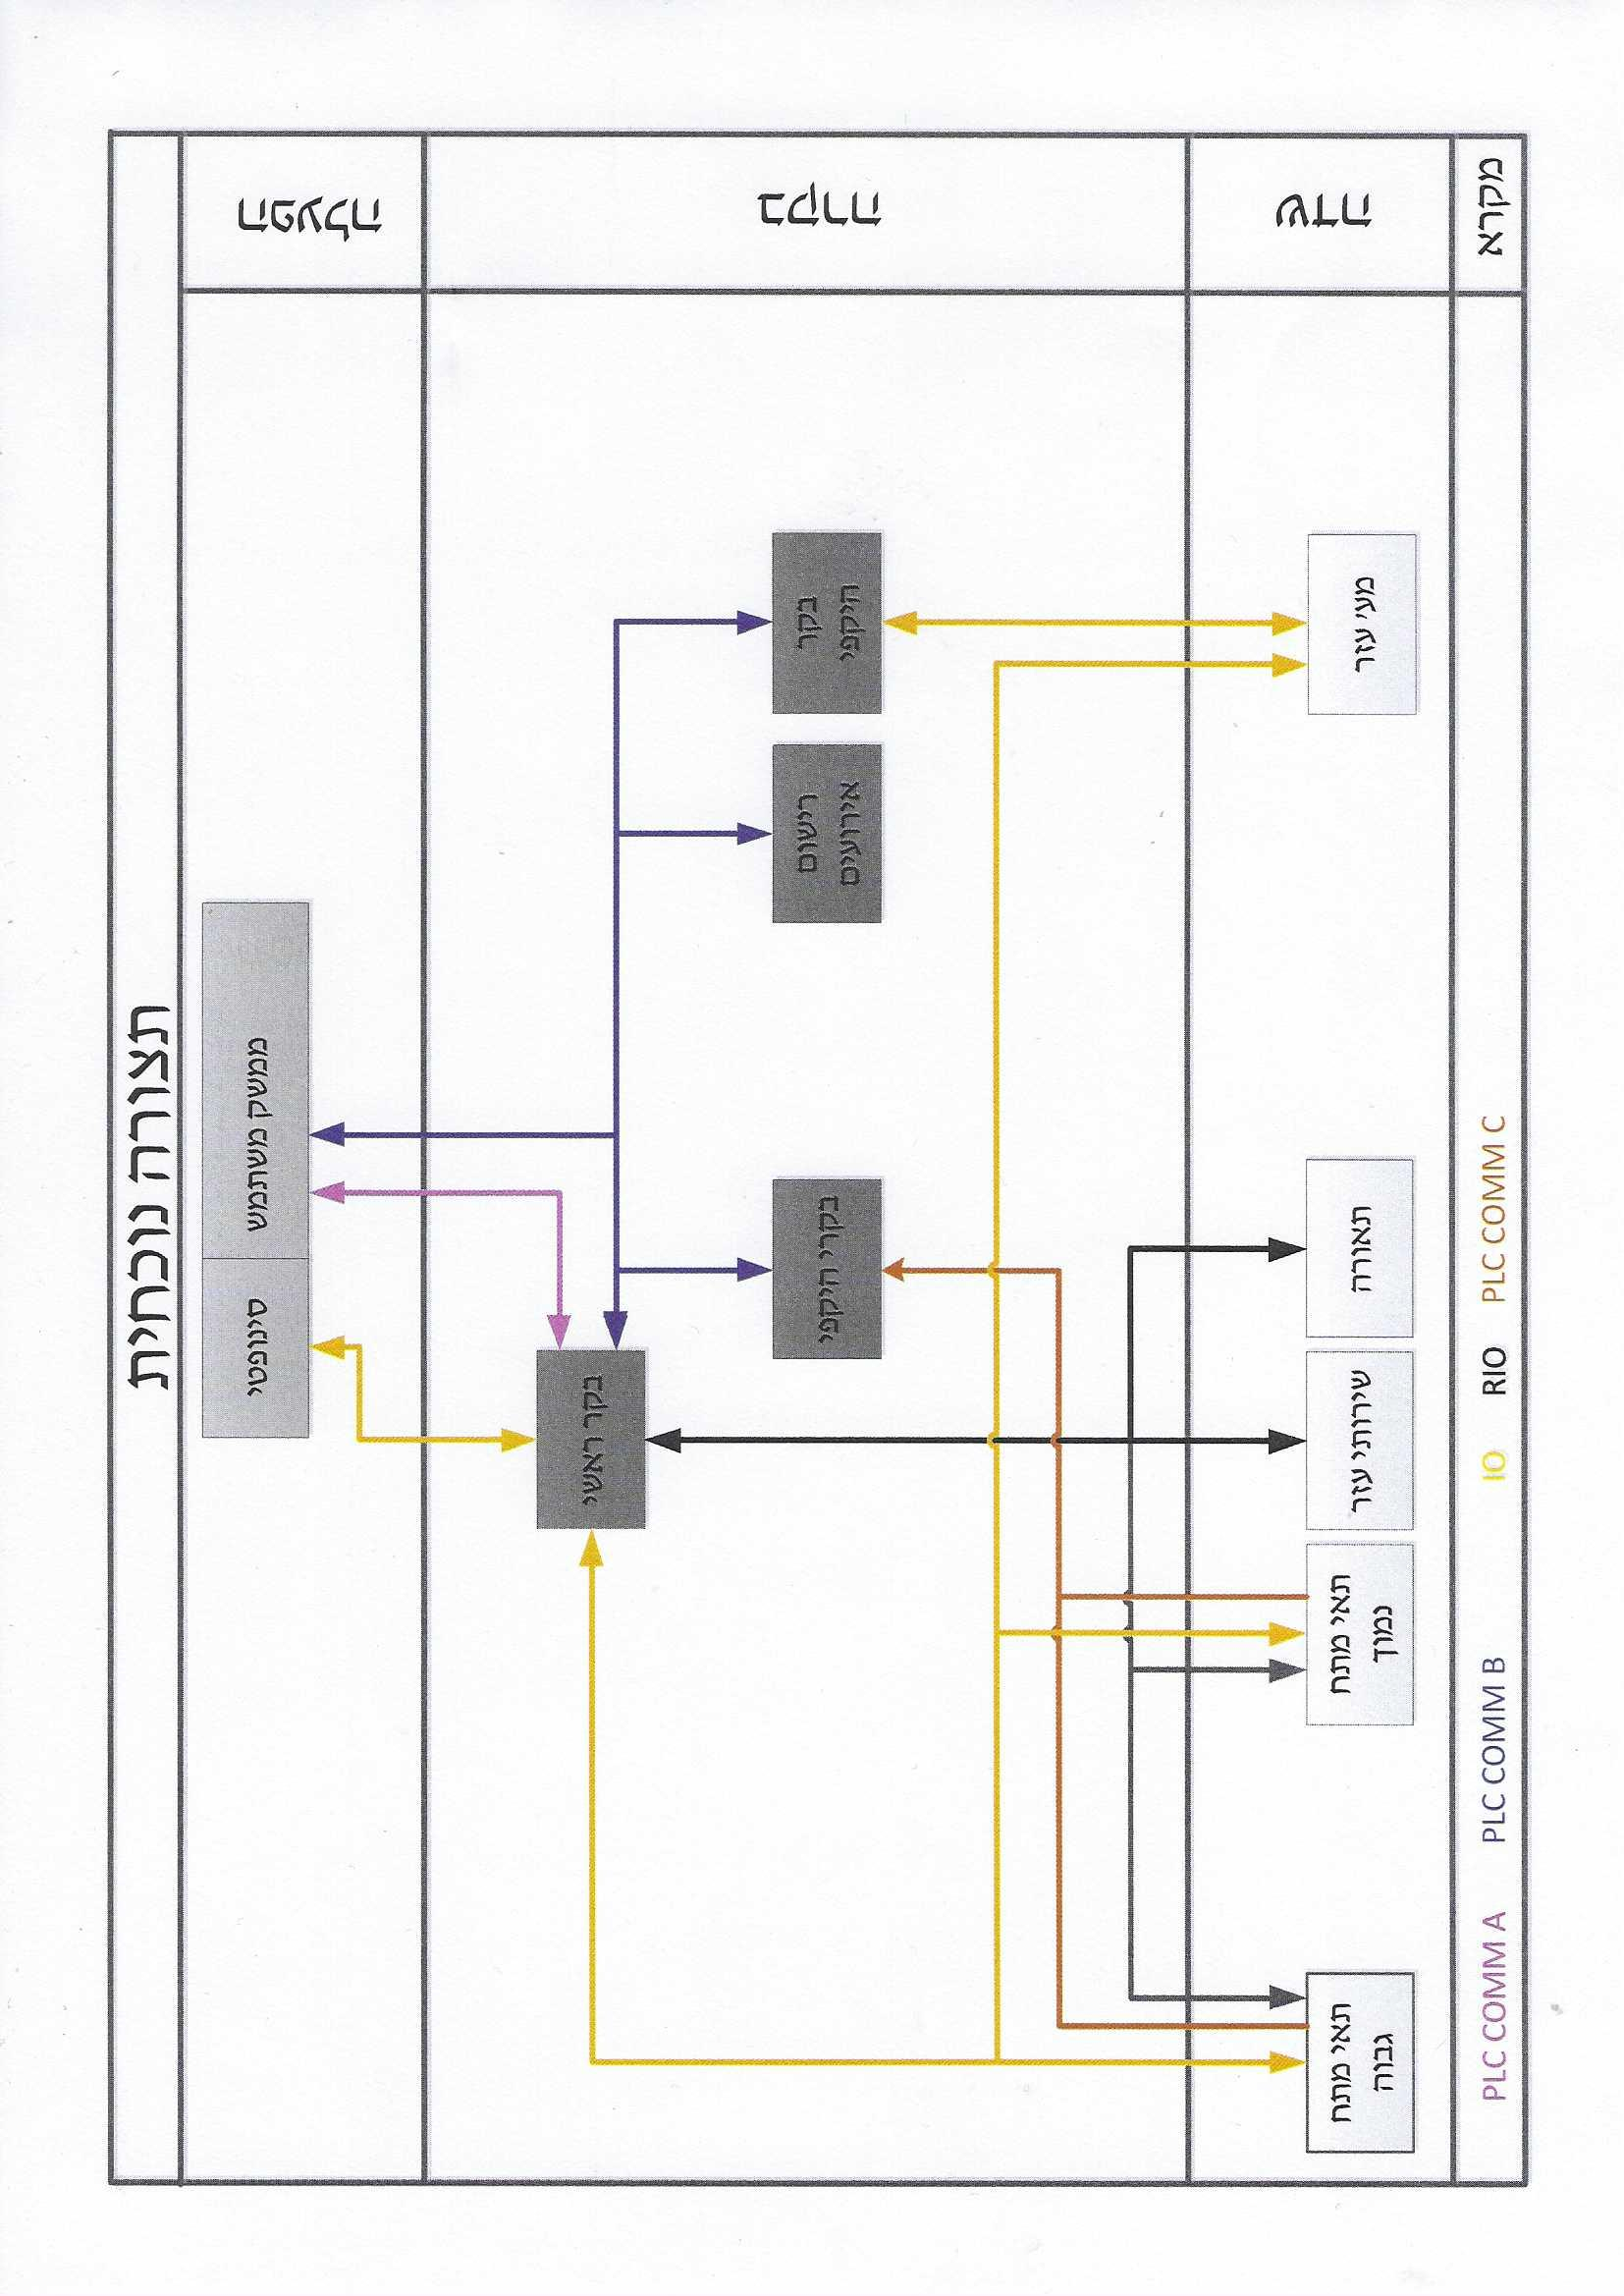 תצורה נוכחית
הפעלה
ממשק משתמש
סינופטי
בקרה
בקר ראשי
בקר
היקפי
רישום
אירועים
בקרי היקפי
שדה
מעי עזר
תאורה
שירותי עזר
תאי מתח
נמוך
תאי מתח
גבוה
מקרא
PLC COMM A PLC COMM B IO RIO PLC COMM C